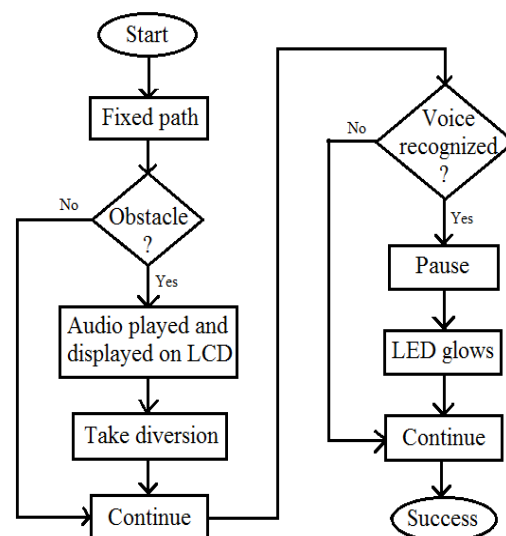 Start
Fixed path
No
Obstacle
?
Yes
Audio played and
displayed on LCD
Take diversion
Continue
Voice
recognized
?
No
Yes
Pause
LED glows
Continue
Success